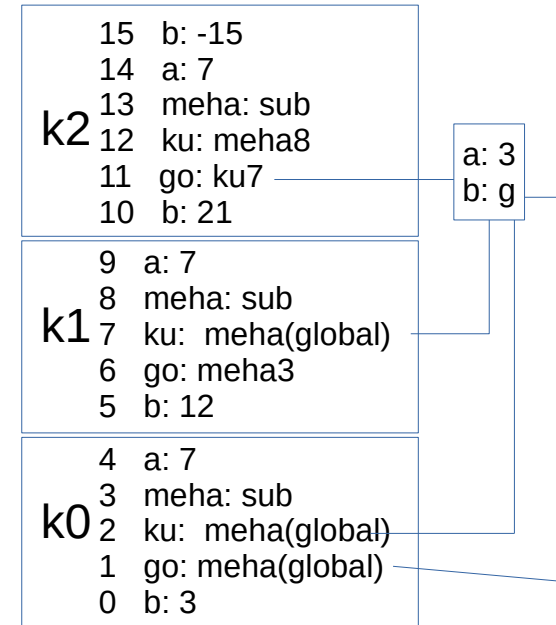 15 b: -15
14 a: 7
13 meha: sub
k2
12 ku: meha8
11 go: ku7
10 b: 21
a: 3
b: g
9 a: 7
8 meha: sub
k1
7 ku: meha(global)
6 go: meha3
5 b: 12
4 a: 7
3 meha: sub
k0
2 ku: meha(global)
1 go: meha(global)
0 b: 3